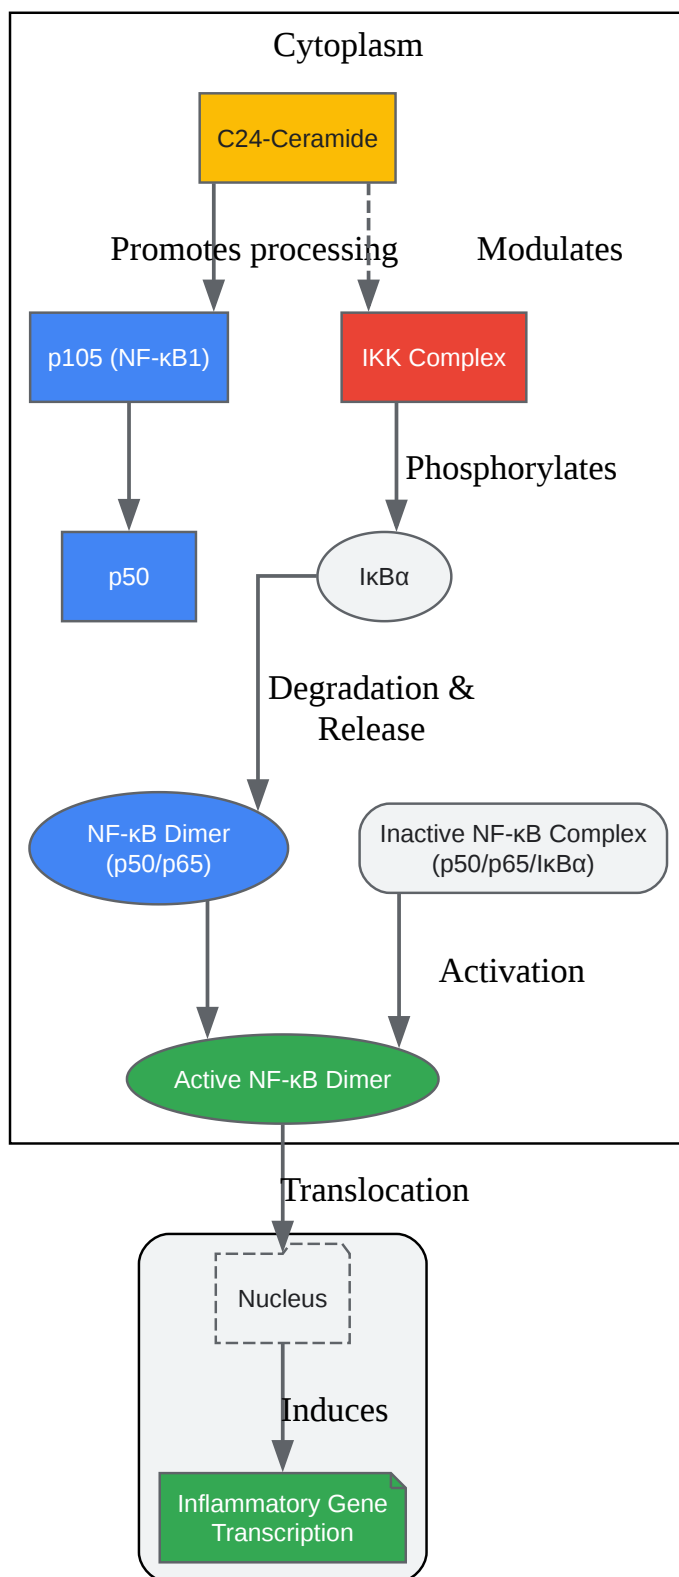 Cytoplasm
C24-Ceramide
Promotes processing
Modulates
p105 (NF-κB1)
IKK Complex
Phosphorylates
p50
IκBα
Degradation &
Release
NF-κB Dimer
(p50/p65)
Inactive NF-κB Complex
(p50/p65/IκBα)
Activation
Active NF-κB Dimer
Translocation
Nucleus
Induces
Inflammatory Gene
Transcription